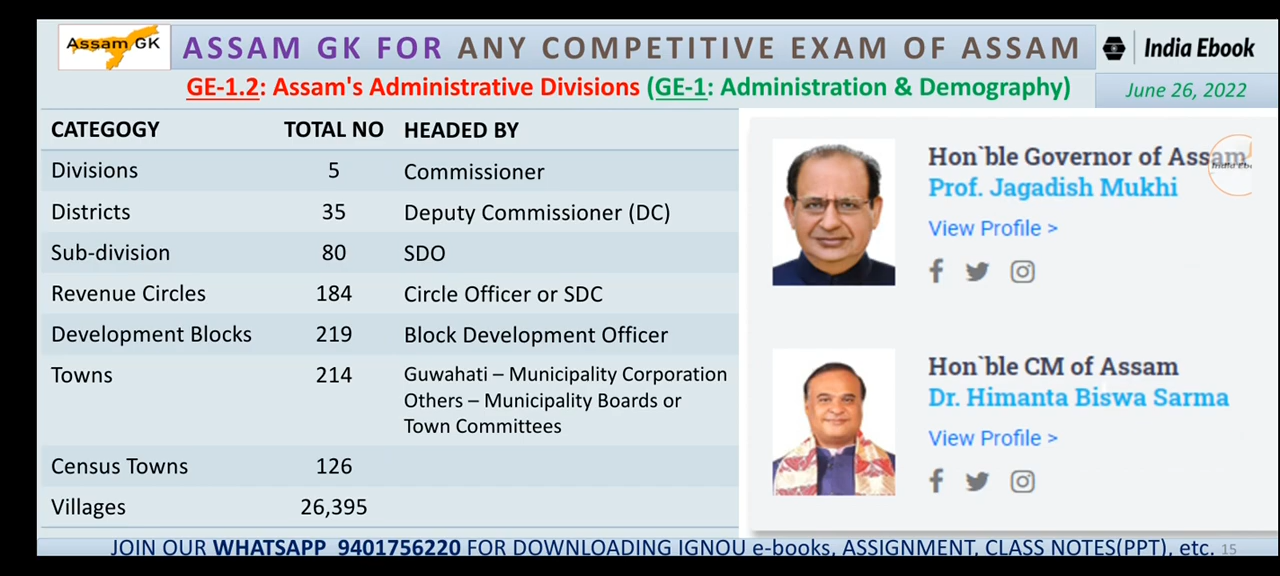 Assam GK
ASSAM GK FOR ANY COMPETITIVE EXAM OF ASSAM
India Ebook
GE-1.2: Assam's Administrative Divisions (GE-1: Administration & Demography)
June 26, 2022
CATEGOGY TOTAL NO HEADED BY
Divisions 5 Commissioner
Districts 35 Deputy Commissioner (DC)
Sub-division 80 SDO
Revenue Circles 184 Circle Officer or SDC
Development Blocks 219 Block Development Officer
Towns 214 Guwahati – Municipality Corporation
Others – Municipality Boards or
Town Committees
Census Towns 126
Villages 26,395
Hon`ble Governor of Assam
Prof. Jagadish Mukhi
View Profile >
Hon`ble CM of Assam
Dr. Himanta Biswa Sarma
View Profile >
JOIN OUR WHATSAPP 9401756220 FOR DOWNLOADING IGNOU e-books, ASSIGNMENT, CLASS NOTES(PPT), etc. 15